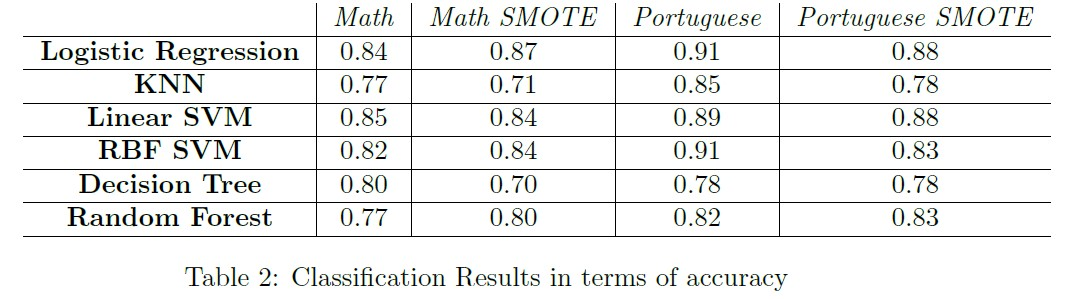 Math Math SMOTE Portuguese Portuguese SMOTE
Logistic Regression 0.84 0.87 0.91 0.88
KNN 0.77 0.71 0.85 0.78
Linear SVM 0.85 0.84 0.89 0.88
RBF SVM 0.82 0.84 0.91 0.83
Decision Tree 0.80 0.70 0.78 0.78
Random Forest 0.77 0.80 0.82 0.83
Table 2: Classification Results in terms of accuracy